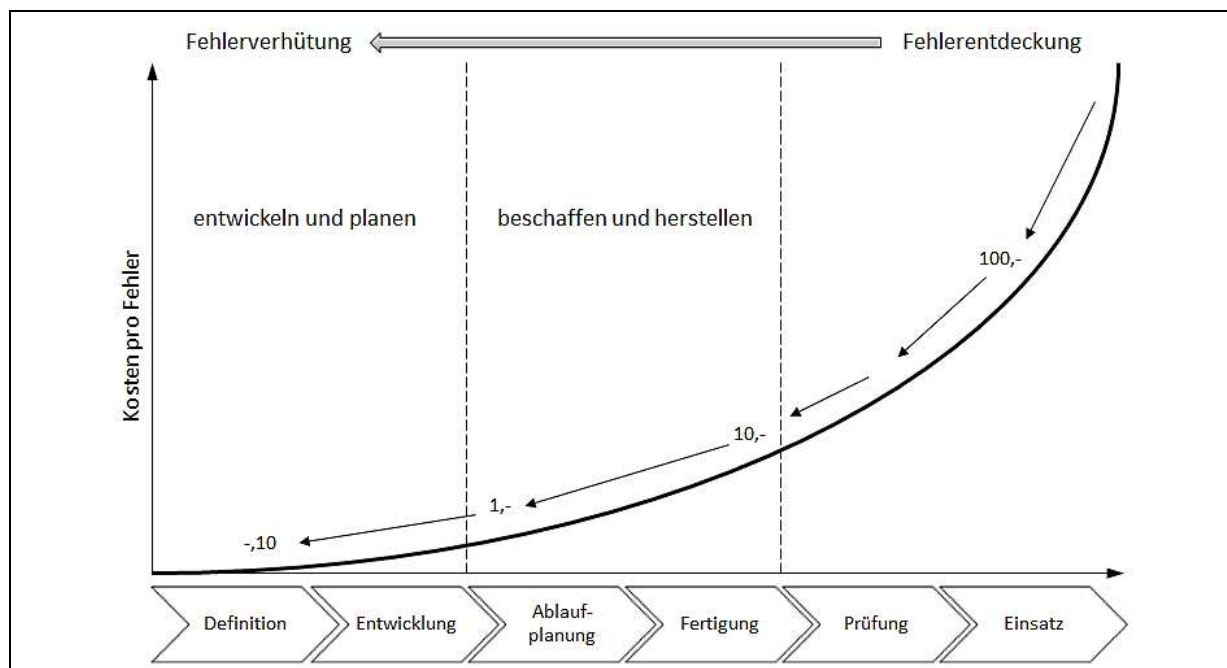 Fehlerverhütung
Fehlerentdeckung
entwickeln und planen
beschaffen und herstellen
Kosten pro Fehler
100,-
10,-
1,-
-,10
Definition
Entwicklung
Ablauf-
planung
Fertigung
Prüfung
Einsatz